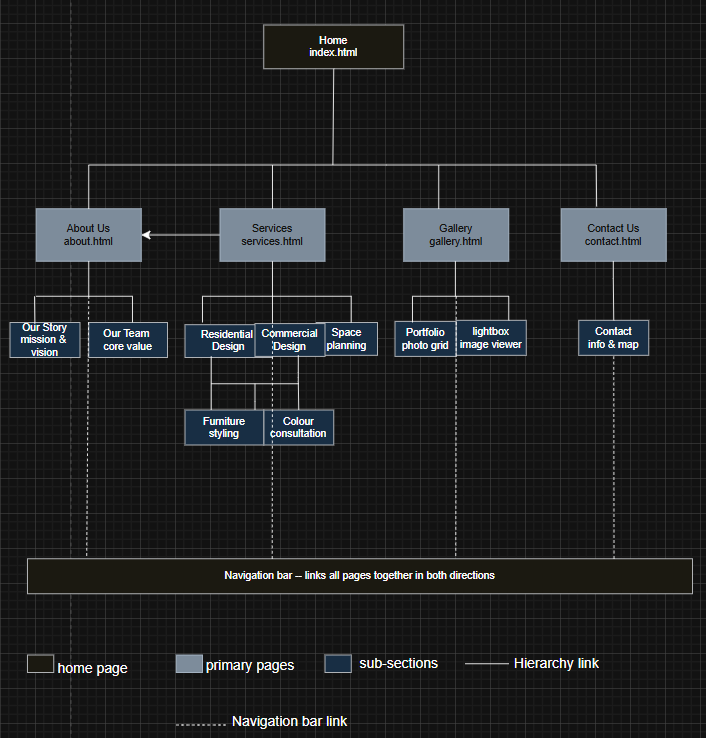 Home
index.html
About Us
about.html
Services
services.html
Gallery
gallery.html
Contact Us
contact.html
Our Story
mission &
vision
Our Team
core value
Residential
Design
Commercial
Design
Space
planning
Portfolio
photo grid
lightbox
image viewer
Contact
info & map
Furniture
styling
Colour
consultation
Navigation bar -- links all pages together in both directions
home page
primary pages
sub-sections
Hierarchy link
Navigation bar link